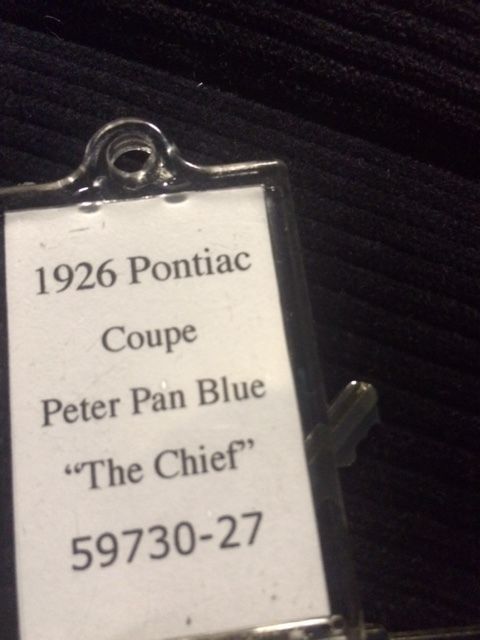 1926 Pontiac
Coupe
Peter Pan Blue
“The Chief”
59730-27